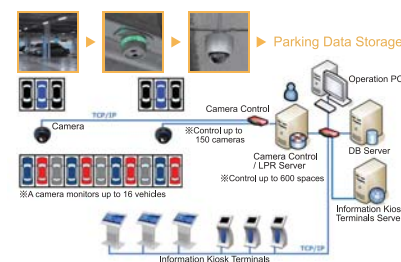 Parking Data Storage
Operation PC
TCP/IP
Camera Control
Camera
※Control up to
150 cameras
DB Server
Camera Control
/ LPR Server
※Control up to 600 spaces
※A camera monitors up to 16 vehicles
Information Kiosk
Terminals Server
TCP/IP
Information Kiosk Terminals